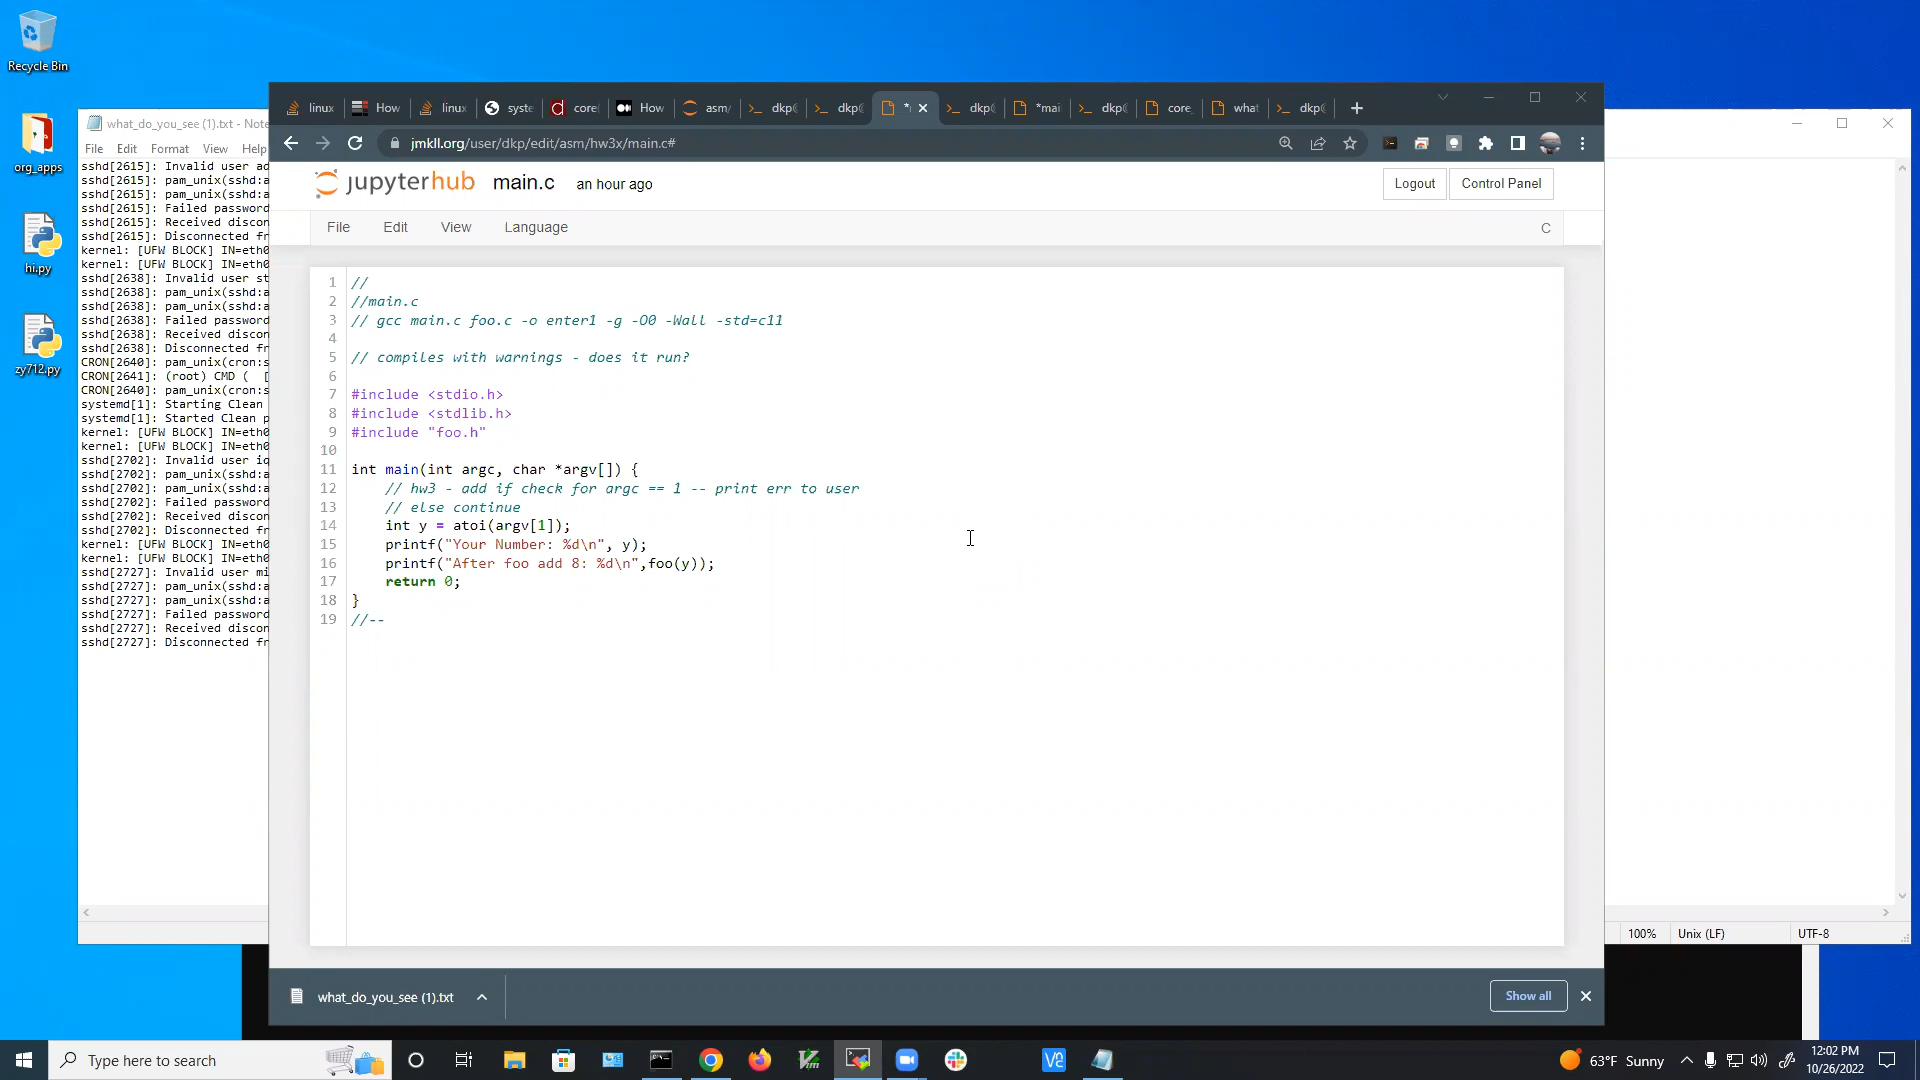 Recycle Bin
org_apps
hi.py
zy712.py
what_do_you_see (1).txt - Note
File Edit Format View Help
sshd[2615]: Invalid user ad
sshd[2615]: pam_unix(sshd:a
sshd[2615]: pam_unix(sshd:a
sshd[2615]: Failed password
sshd[2615]: Received discon
sshd[2615]: Disconnected fr
kernel: [UFW BLOCK] IN=eth0
kernel: [UFW BLOCK] IN=eth0
sshd[2638]: Invalid user st
sshd[2638]: pam_unix(sshd:a
sshd[2638]: pam_unix(sshd:a
sshd[2638]: Failed password
sshd[2638]: Received discon
sshd[2638]: Disconnected fr
CRON[2640]: pam_unix(cron:s
CRON[2641]: (root) CMD (  [
CRON[2640]: pam_unix(cron:s
systemd[1]: Starting Clean
systemd[1]: Started Clean p
kernel: [UFW BLOCK] IN=eth0
kernel: [UFW BLOCK] IN=eth0
sshd[2702]: Invalid user iq
sshd[2702]: pam_unix(sshd:a
sshd[2702]: pam_unix(sshd:a
sshd[2702]: Failed password
sshd[2702]: Received discon
sshd[2702]: Disconnected fr
kernel: [UFW BLOCK] IN=eth0
kernel: [UFW BLOCK] IN=eth0
sshd[2727]: Invalid user mi
sshd[2727]: pam_unix(sshd:a
sshd[2727]: pam_unix(sshd:a
sshd[2727]: Failed password
sshd[2727]: Received discon
sshd[2727]: Disconnected fr
linux How linux syste core How asm/ dkp@ dkp@ * dkp@ *mai dkp@ core_ what dkp@
jmkll.org/user/dkp/edit/asm/hw3x/main.c#
jupyterhub main.c an hour ago Logout Control Panel
File Edit View Language C
1 //
2 //main.c
3 // gcc main.c foo.c -o enter1 -g -O0 -Wall -std=c11
4
5 // compiles with warnings - does it run?
6
7 #include <stdio.h>
8 #include <stdlib.h>
9 #include "foo.h"
10
11 int main(int argc, char *argv[]) {
12 // hw3 - add if check for argc == 1 -- print err to user
13 // else continue
14 int y = atoi(argv[1]);
15 printf("Your Number: %d\n", y);
16 printf("After foo add 8: %d\n",foo(y));
17 return 0;
18 }
19 //--
100% Unix (LF) UTF-8
what_do_you_see (1).txt Show all
Type here to search
63°F Sunny
12:02 PM
10/26/2022